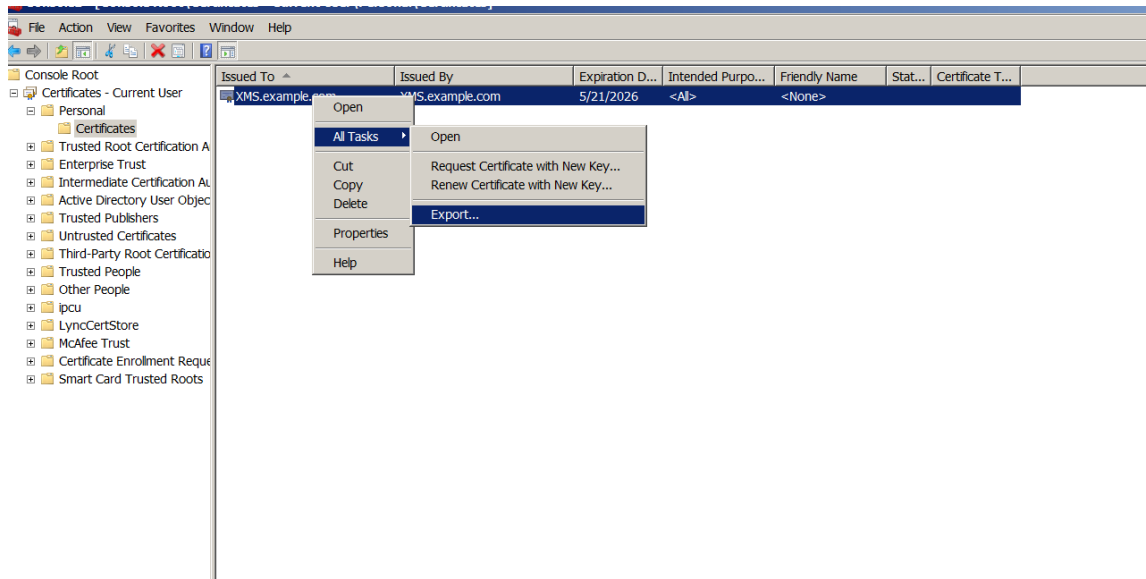 File Action View Favorites Window Help
Console Root
Certificates - Current User
Personal
Certificates
Trusted Root Certification A
Enterprise Trust
Intermediate Certification Au
Active Directory User Objec
Trusted Publishers
Untrusted Certificates
Third-Party Root Certificatio
Trusted People
Other People
ipcu
LyncCertStore
McAfee Trust
Certificate Enrollment Reque
Smart Card Trusted Roots
Issued To Issued By Expiration D... Intended Purpo... Friendly Name Stat... Certificate T...
XMS.example.com XMS.example.com 5/21/2026 <All> <None>
Open
All Tasks
Cut
Copy
Delete
Properties
Help
Open
Request Certificate with New Key...
Renew Certificate with New Key...
Export...